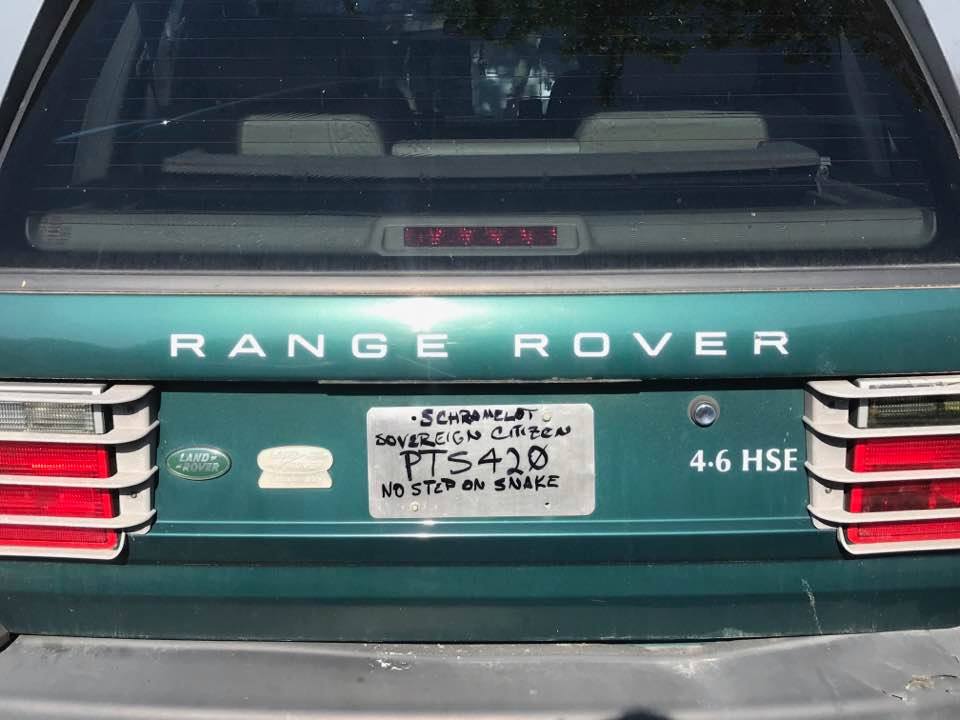 RANGE ROVER
· SCHRAMELOT ·
SOVEREIGN CITIZEN
PTS420
NO STEP ON SNAKE
LAND ROVER
4.6 HSE